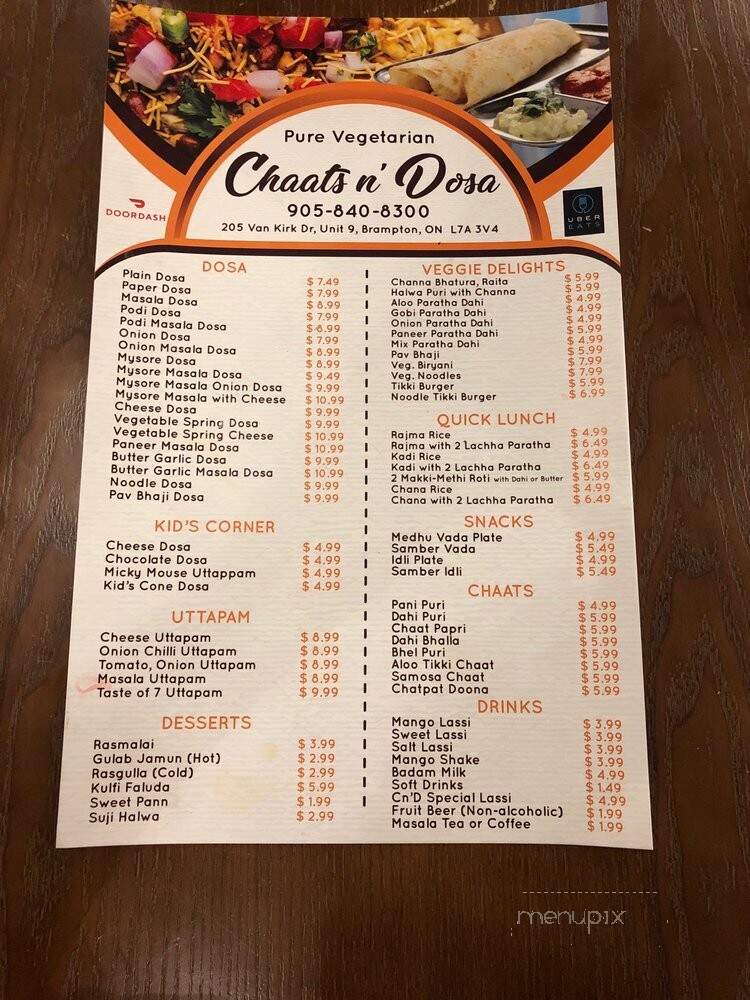 Pure Vegetarian
Chaats n' Dosa
905-840-8300
205 Van Kirk Dr, Unit 9, Brampton, ON L7A 3V4
DOORDASH
UBER
EATS
DOSA
Plain Dosa $ 7.49
Paper Dosa $ 7.99
Masala Dosa $ 8.99
Podi Dosa $ 7.99
Podi Masala Dosa $ 8.99
Onion Dosa $ 7.99
Onion Masala Dosa $ 8.99
Mysore Dosa $ 8.99
Mysore Masala Dosa $ 9.49
Mysore Masala Onion Dosa $ 9.99
Mysore Masala with Cheese $ 10.99
Cheese Dosa $ 9.99
Vegetable Spring Dosa $ 9.99
Vegetable Spring Cheese $ 10.99
Paneer Masala Dosa $ 10.99
Butter Garlic Dosa $ 9.99
Butter Garlic Masala Dosa $ 10.99
Noodle Dosa $ 9.99
Pav Bhaji Dosa $ 9.99
KID'S CORNER
Cheese Dosa $ 4.99
Chocolate Dosa $ 4.99
Micky Mouse Uttappam $ 4.99
Kid's Cone Dosa $ 4.99
UTTAPAM
Cheese Uttapam $ 8.99
Onion Chilli Uttapam $ 8.99
Tomato, Onion Uttapam $ 8.99
Masala Uttapam $ 8.99
Taste of 7 Uttapam $ 9.99
DESSERTS
Rasmalai $ 3.99
Gulab Jamun (Hot) $ 2.99
Rasgulla (Cold) $ 2.99
Kulfi Faluda $ 5.99
Sweet Pann $ 1.99
Suji Halwa $ 2.99
VEGGIE DELIGHTS
Channa Bhatura, Raita $ 5.99
Halwa Puri with Channa $ 5.99
Aloo Paratha Dahi $ 4.99
Gobi Paratha Dahi $ 4.99
Onion Paratha Dahi $ 4.99
Paneer Paratha Dahi $ 5.99
Mix Paratha Dahi $ 4.99
Pav Bhaji $ 5.99
Veg. Biryani $ 7.99
Veg. Noodles $ 7.99
Tikki Burger $ 5.99
Noodle Tikki Burger $ 6.99
QUICK LUNCH
Rajma Rice $ 4.99
Rajma with 2 Lachha Paratha $ 6.49
Kadi Rice $ 4.99
Kadi with 2 Lachha Paratha $ 6.49
2 Makki-Methi Roti with Dahi or Butter $ 5.99
Chana Rice $ 4.99
Chana with 2 Lachha Paratha $ 6.49
SNACKS
Medhu Vada Plate $ 4.99
Samber Vada $ 5.49
Idli Plate $ 4.99
Samber Idli $ 5.49
CHAATS
Pani Puri $ 4.99
Dahi Puri $ 5.99
Chaat Papri $ 5.99
Dahi Bhalla $ 5.99
Bhel Puri $ 5.99
Aloo Tikki Chaat $ 5.99
Samosa Chaat $ 5.99
Chatpat Doona $ 5.99
DRINKS
Mango Lassi $ 3.99
Sweet Lassi $ 3.99
Salt Lassi $ 3.99
Mango Shake $ 3.99
Badam Milk $ 4.99
Soft Drinks $ 1.49
Cn'D Special Lassi $ 4.99
Fruit Beer (Non-alcoholic) $ 1.99
Masala Tea or Coffee $ 1.99
menupix